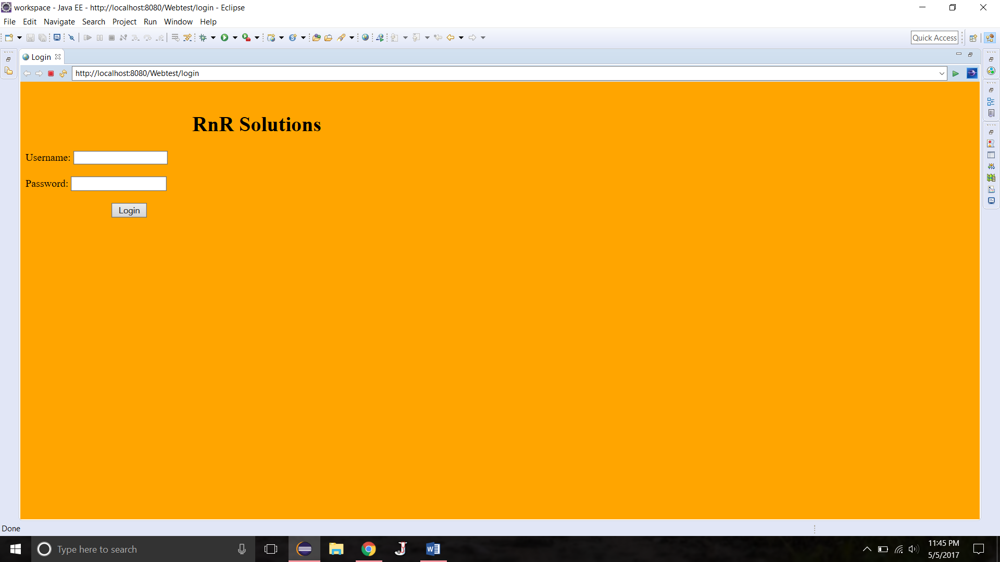 workspace - Java EE - http://localhost:8080/Webtest/login - Eclipse
File Edit Navigate Search Project Run Window Help
Quick Access
Login
http://localhost:8080/Webtest/login
RnR Solutions
Username:
Password:
Login
Done
Type here to search
11:45 PM
5/5/2017